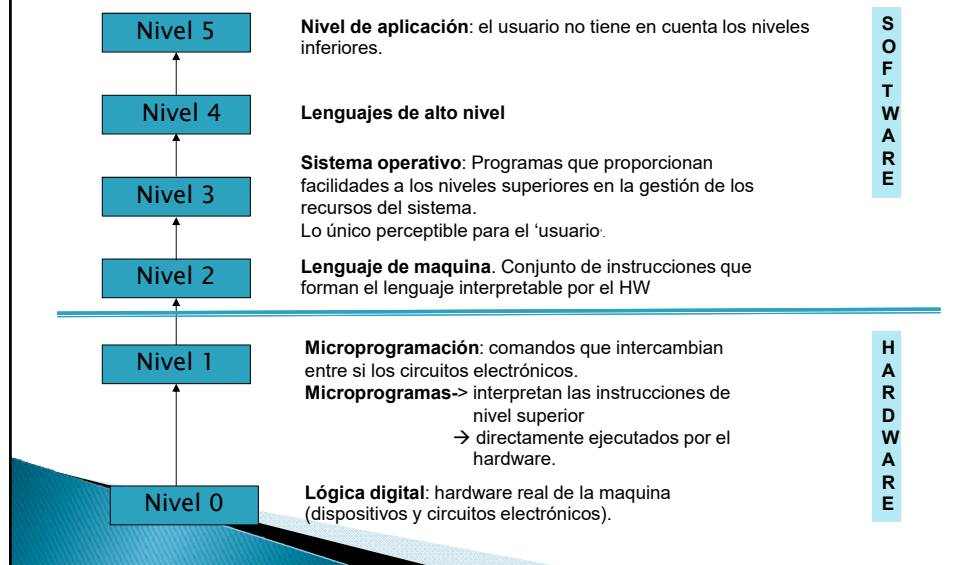 Nivel 5
Nivel de aplicación: el usuario no tiene en cuenta los niveles
inferiores.
Nivel 4
Lenguajes de alto nivel
Nivel 3
Sistema operativo: Programas que proporcionan
facilidades a los niveles superiores en la gestión de los
recursos del sistema.
Lo único perceptible para el ‘usuario’.
Nivel 2
Lenguaje de maquina. Conjunto de instrucciones que
forman el lenguaje interpretable por el HW
S
O
F
T
W
A
R
E
Nivel 1
Microprogramación: comandos que intercambian
entre si los circuitos electrónicos.
Microprogramas-> interpretan las instrucciones de
nivel superior
→ directamente ejecutados por el
hardware.
Nivel 0
Lógica digital: hardware real de la maquina
(dispositivos y circuitos electrónicos).
H
A
R
D
W
A
R
E